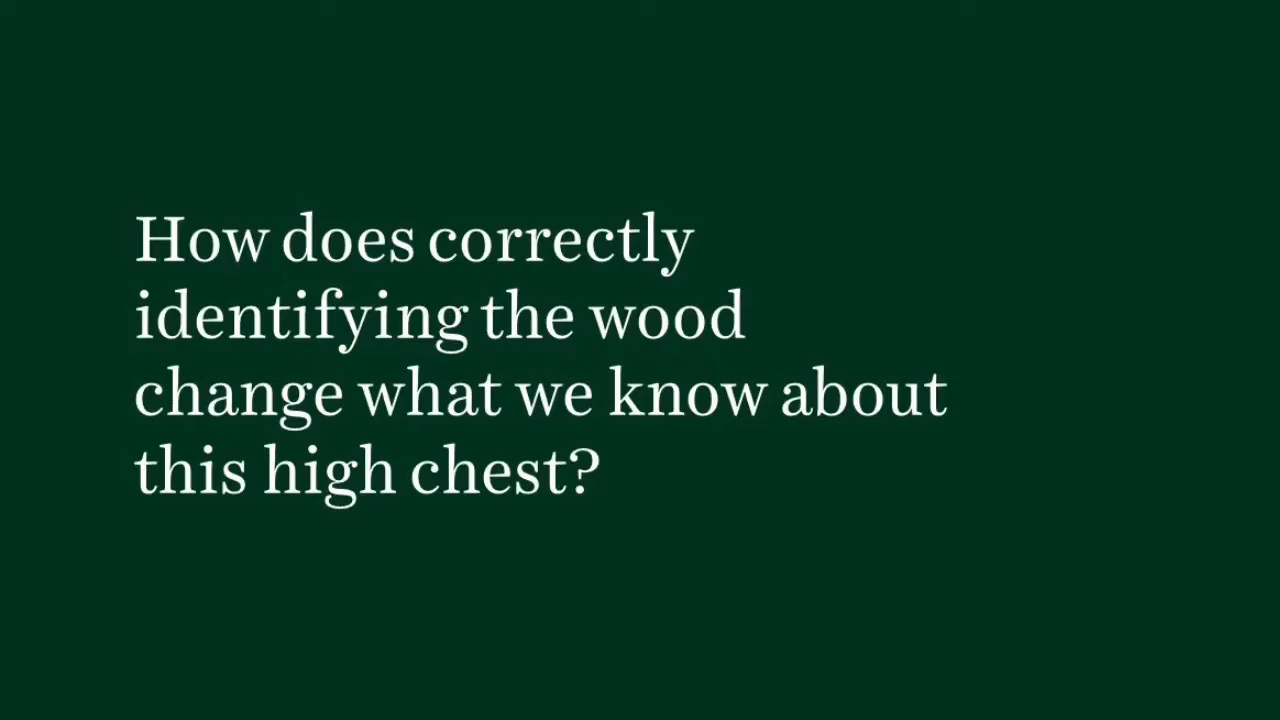 How does correctly
identifying the wood
change what we know about
this high chest?